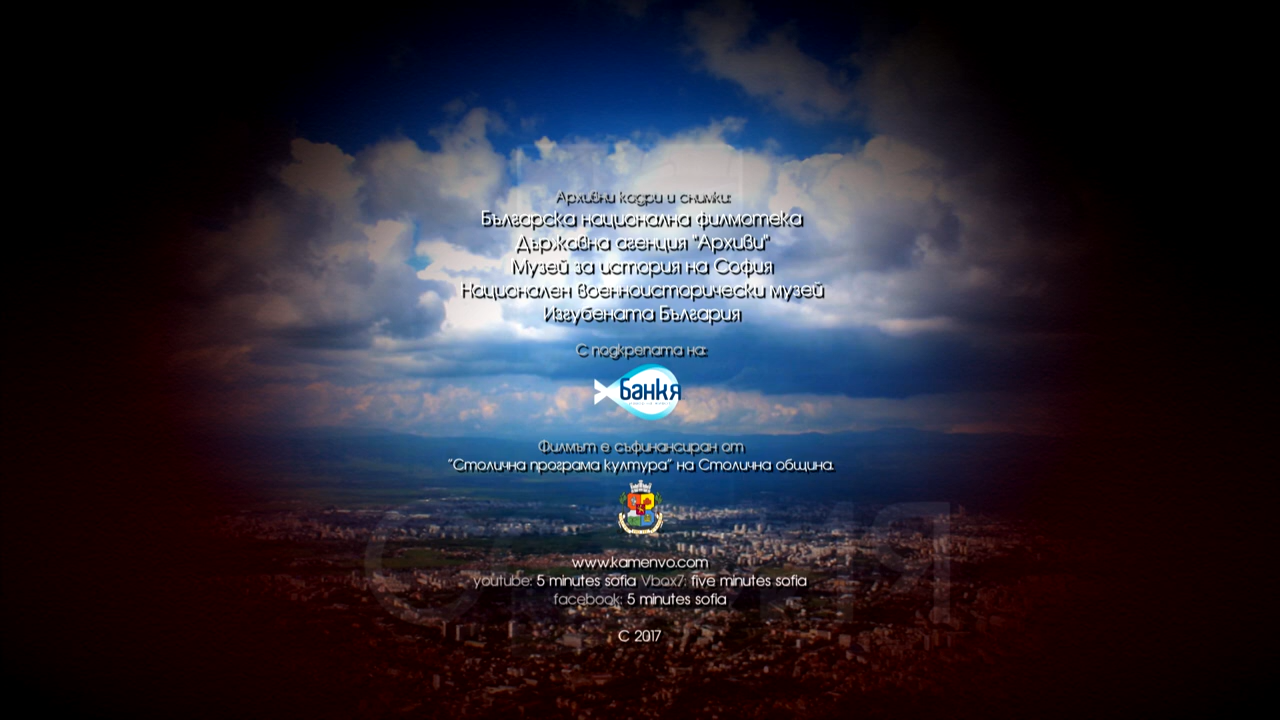 Архивни кадри и снимки:
Българска национална филмотека
Държавна агенция "Архиви"
Музей за история на София
Национален военноисторически музей
Изгубената България
С подкрепата на:
банкя
Филмът е съфинансиран от
"Столична програма култура" на Столична община.
www.kamenvo.com
youtube: 5 minutes sofia Vbox7: five minutes sofia
facebook: 5 minutes sofia
С 2017